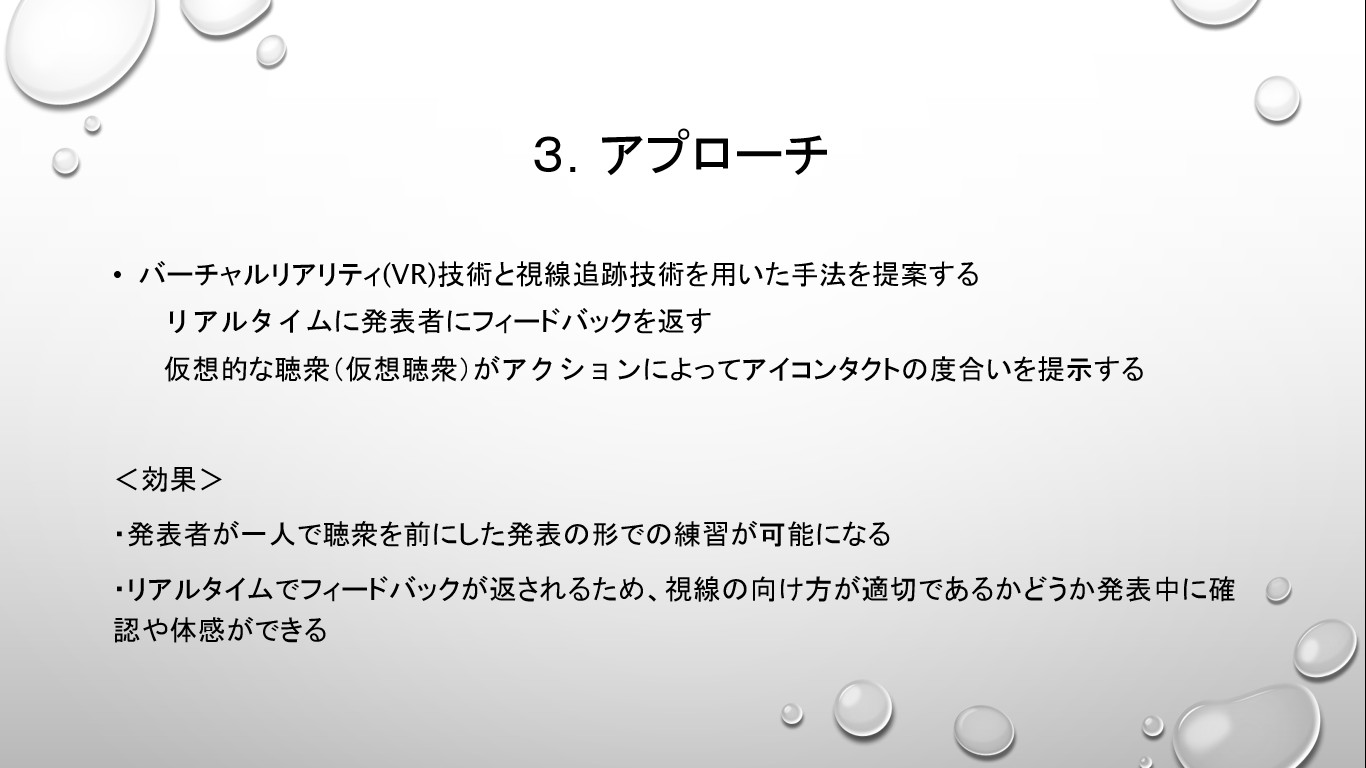 ３．アプローチ
• バーチャルリアリティ(VR)技術と視線追跡技術を用いた手法を提案する
リアルタイムに発表者にフィードバックを返す
仮想的な聴衆（仮想聴衆）がアクションによってアイコンタクトの度合いを提示する
＜効果＞
・発表者が一人で聴衆を前にした発表の形での練習が可能になる
・リアルタイムでフィードバックが返されるため、視線の向け方が適切であるかどうか発表中に確
認や体感ができる